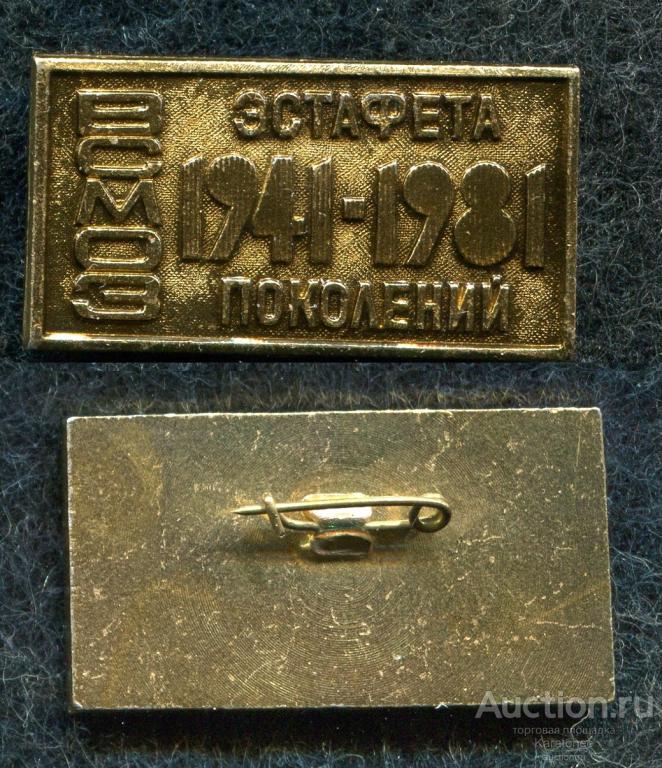 ВСМОЗ
ЭСТАФЕТА
1941-1981
ПОКОЛЕНИЙ
Auction.ru
торговая площадка